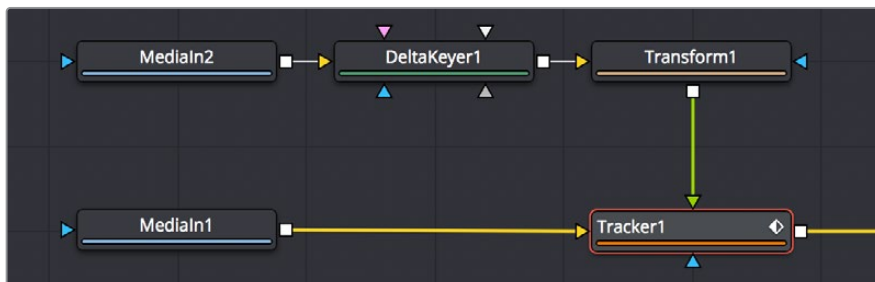 MediaIn2
DeltaKeyer1
Transform1
MediaIn1
Tracker1